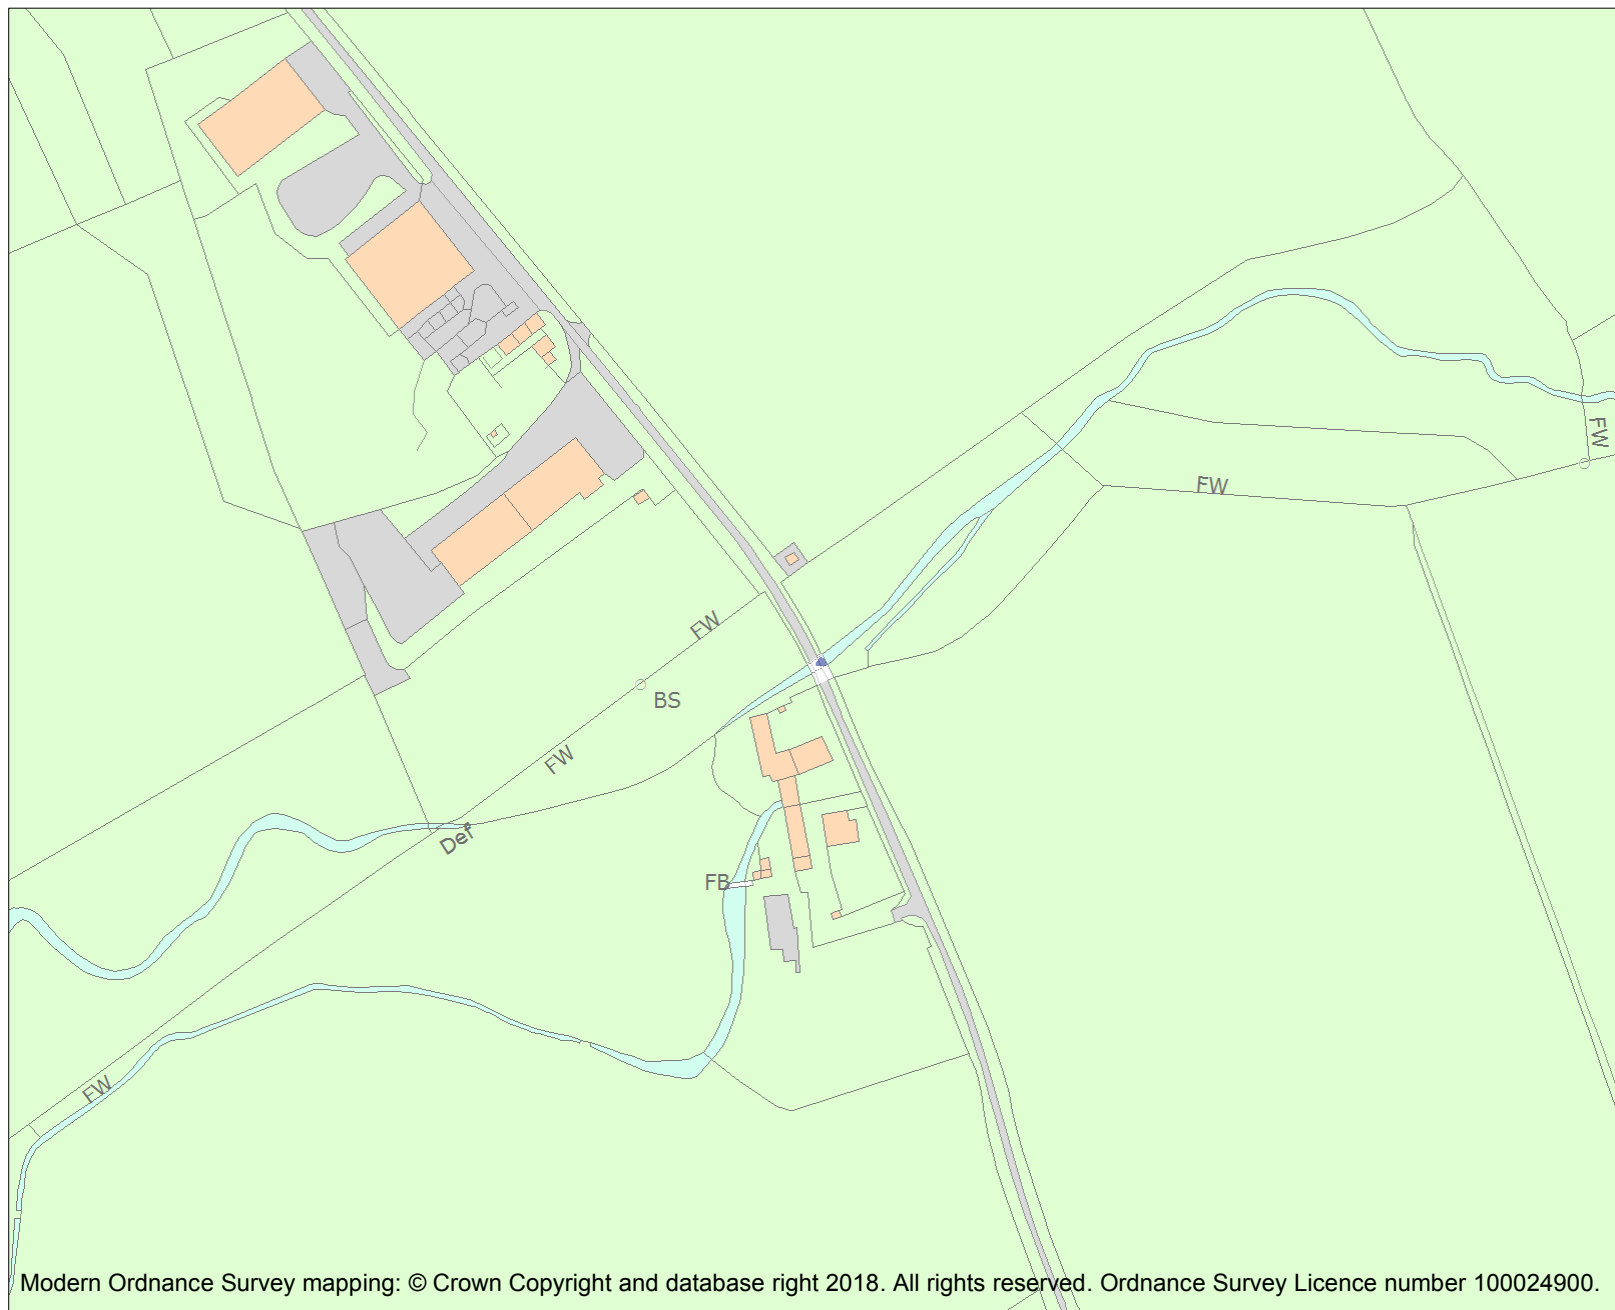 FW
FW
FW
BS
FW
Def
FB
FW
Modern Ordnance Survey mapping: © Crown Copyright and database right 2018. All rights reserved. Ordnance Survey Licence number 100024900.